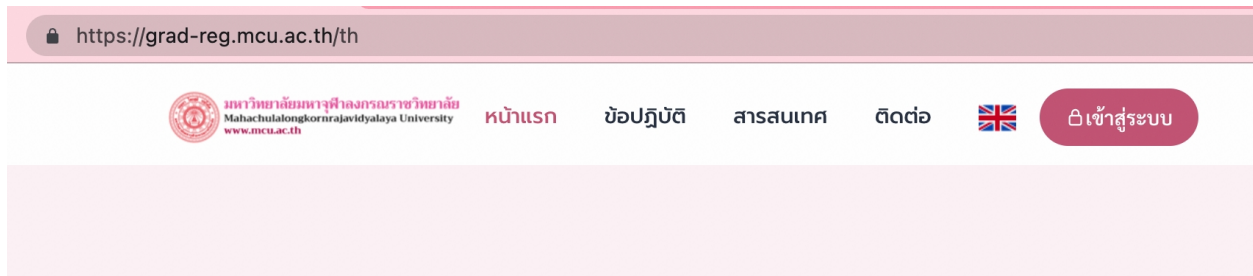 https://grad-reg.mcu.ac.th/th
มหาวิทยาลัยมหาจุฬาลงกรณราชวิทยาลัย
Mahachulalongkornrajavidyalaya University
www.mcu.ac.th
หน้าแรก ข้อปฏิบัติ สารสนเทศ ติดต่อ เข้าสู่ระบบ